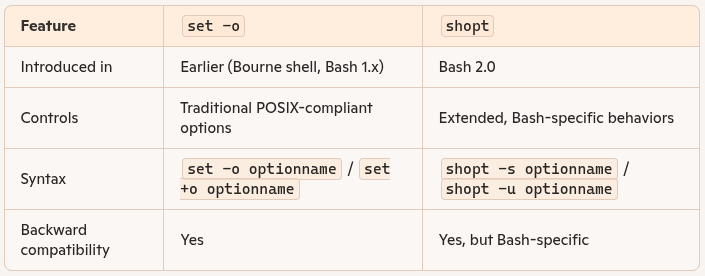 Feature set -o shopt
Introduced in Earlier (Bourne shell, Bash 1.x) Bash 2.0
Controls Traditional POSIX-compliant options Extended, Bash-specific behaviors
Syntax set -o optionname / set +o optionname shopt -s optionname / shopt -u optionname
Backward compatibility Yes Yes, but Bash-specific